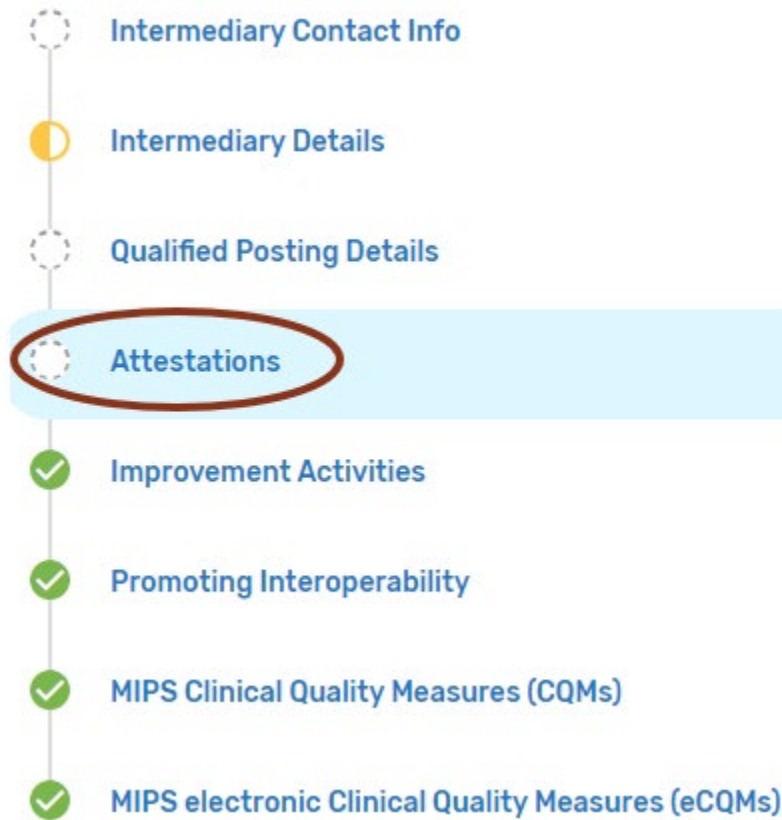 Intermediary Contact Info
Intermediary Details
Qualified Posting Details
Attestations
Improvement Activities
Promoting Interoperability
MIPS Clinical Quality Measures (CQMs)
MIPS electronic Clinical Quality Measures (eCQMs)